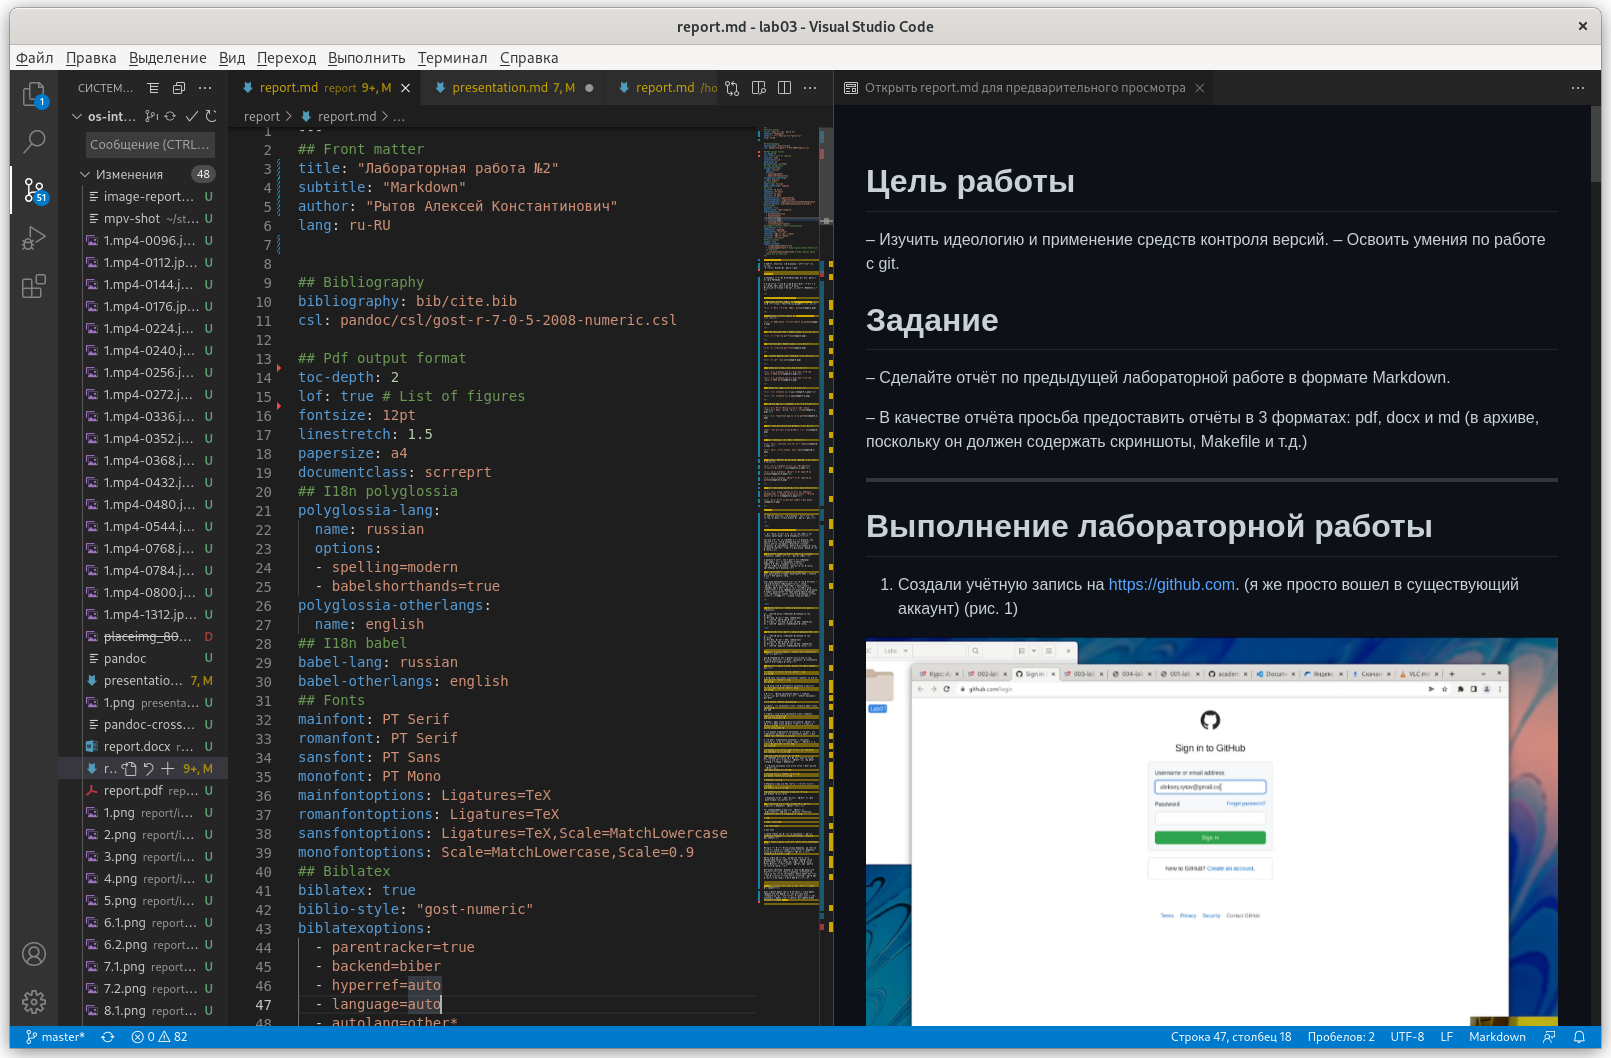 report.md - lab03 - Visual Studio Code
Файл Правка Выделение Вид Переход Выполнить Терминал Справка
СИСТЕМ...
report.md report 9+, M
presentation.md 7, M
report.md /ho
Открыть report.md для предварительного просмотра
os-int...
report > report.md > ...
Сообщение (CTRL...
Изменения 48
image-report... U
mpv-shot ~/st... U
1.mp4-0096.j... U
1.mp4-0112.jp... U
1.mp4-0144.j... U
1.mp4-0176.jp... U
1.mp4-0224.j... U
1.mp4-0240.j... U
1.mp4-0256.j... U
1.mp4-0272.j... U
1.mp4-0336.j... U
1.mp4-0352.j... U
1.mp4-0368.j... U
1.mp4-0432.j... U
1.mp4-0480.j... U
1.mp4-0544.j... U
1.mp4-0768.j... U
1.mp4-0784.j... U
1.mp4-0800.j... U
1.mp4-1312.jp... U
placeimg_80... D
pandoc U
presentatio... 7, M
1.png presenta... U
pandoc-cross... U
report.docx r... U
r.. 9+, M
report.pdf rep... U
1.png report/i... U
2.png report/i... U
3.png report/i... U
4.png report/i... U
5.png report/i... U
6.1.png report... U
6.2.png report... U
7.1.png report... U
7.2.png report... U
8.1.png report... U
1 ---
2 ## Front matter
3 title: "Лабораторная работа №2"
4 subtitle: "Markdown"
5 author: "Рытов Алексей Константинович"
6 lang: ru-RU
7
8
9 ## Bibliography
10 bibliography: bib/cite.bib
11 csl: pandoc/csl/gost-r-7-0-5-2008-numeric.csl
12
13 ## Pdf output format
14 toc-depth: 2
15 lof: true # List of figures
16 fontsize: 12pt
17 linestretch: 1.5
18 papersize: a4
19 documentclass: scrreprt
20 ## I18n polyglossia
21 polyglossia-lang:
22 name: russian
23 options:
24 - spelling=modern
25 - babelshorthands=true
26 polyglossia-otherlangs:
27 name: english
28 ## I18n babel
29 babel-lang: russian
30 babel-otherlangs: english
31 ## Fonts
32 mainfont: PT Serif
33 romanfont: PT Serif
34 sansfont: PT Sans
35 monofont: PT Mono
36 mainfontoptions: Ligatures=TeX
37 romanfontoptions: Ligatures=TeX
38 sansfontoptions: Ligatures=TeX,Scale=MatchLowercase
39 monofontoptions: Scale=MatchLowercase,Scale=0.9
40 ## Biblatex
41 biblatex: true
42 biblio-style: "gost-numeric"
43 biblatexoptions:
44 - parentracker=true
45 - backend=biber
46 - hyperref=auto
47 - language=auto
48 - autolang=other*
Цель работы
– Изучить идеологию и применение средств контроля версий. – Освоить умения по работе
с git.
Задание
– Сделайте отчёт по предыдущей лабораторной работе в формате Markdown.
– В качестве отчёта просьба предоставить отчёты в 3 форматах: pdf, docx и md (в архиве,
поскольку он должен содержать скриншоты, Makefile и т.д.)
Выполнение лабораторной работы
1. Создали учётную запись на https://github.com. (я же просто вошел в существующий
аккаунт) (рис. 1)
Labs
Lab01
Sign in
github.com/login
Sign in to GitHub
Username or email address
Password Forgot password?
Sign in
New to GitHub? Create an account.
Terms Privacy Security Contact GitHub
1
51
master* 0 82
Строка 47, столбец 18 Пробелов: 2 UTF-8 LF Markdown